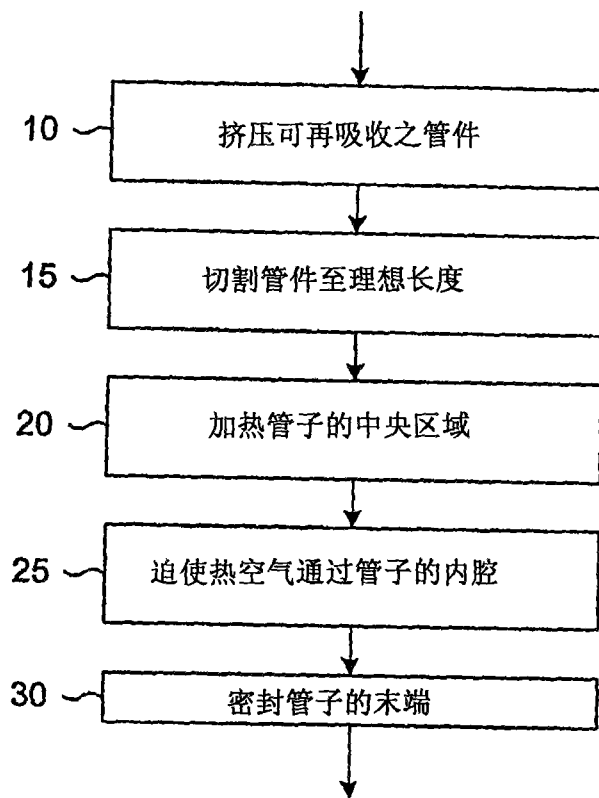 10 挤压可再吸收之管件
15 切割管件至理想长度
20 加热管子的中央区域
25 迫使热空气通过管子的内腔
30 密封管子的末端